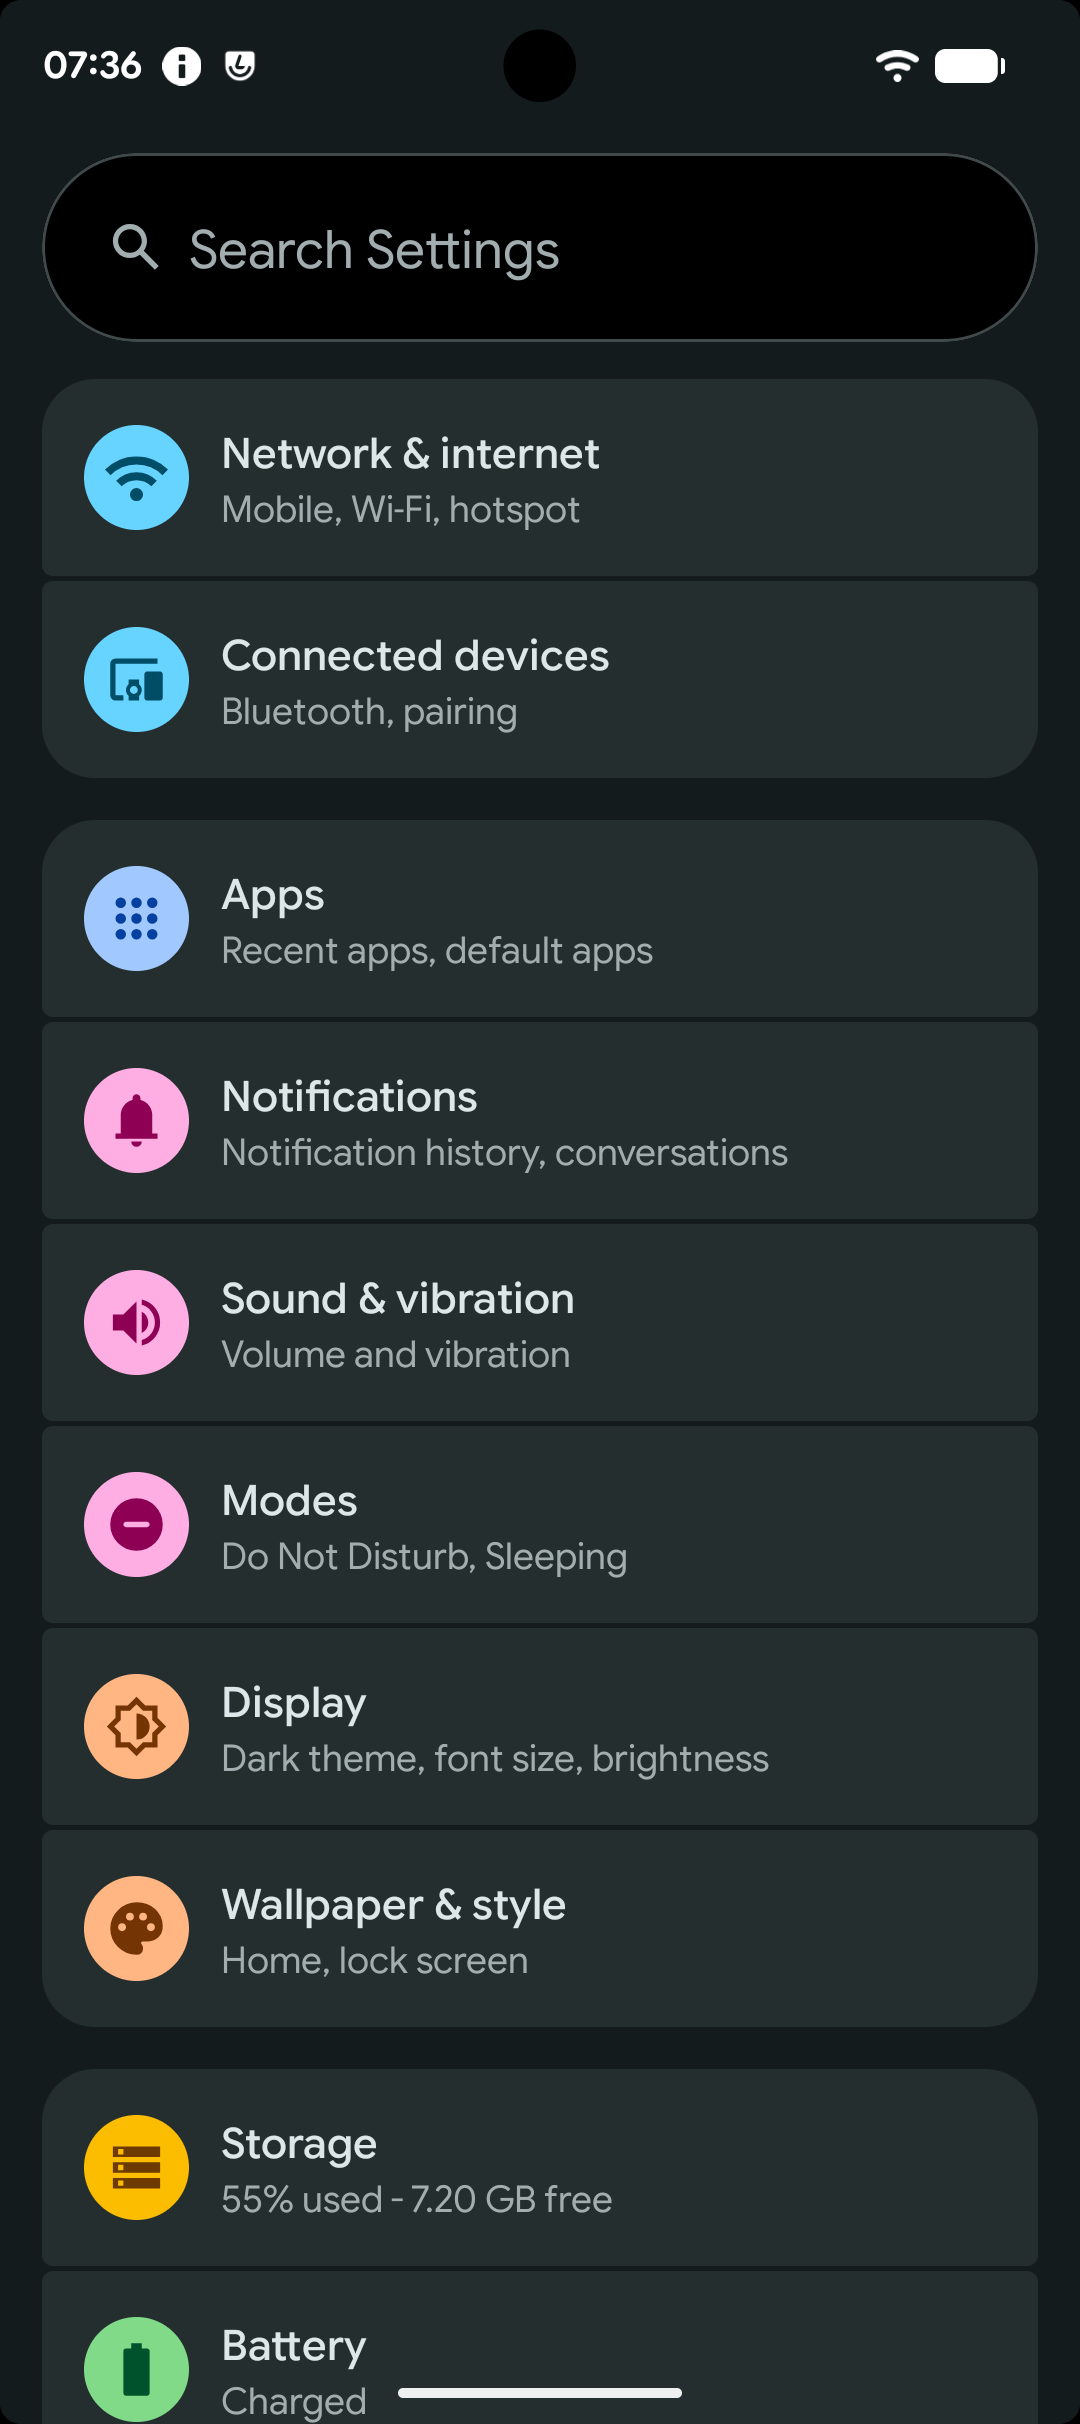 07:36
Search Settings
Network & internet
Mobile, Wi-Fi, hotspot
Connected devices
Bluetooth, pairing
Apps
Recent apps, default apps
Notifications
Notification history, conversations
Sound & vibration
Volume and vibration
Modes
Do Not Disturb, Sleeping
Display
Dark theme, font size, brightness
Wallpaper & style
Home, lock screen
Storage
55% used - 7.20 GB free
Battery
Charged